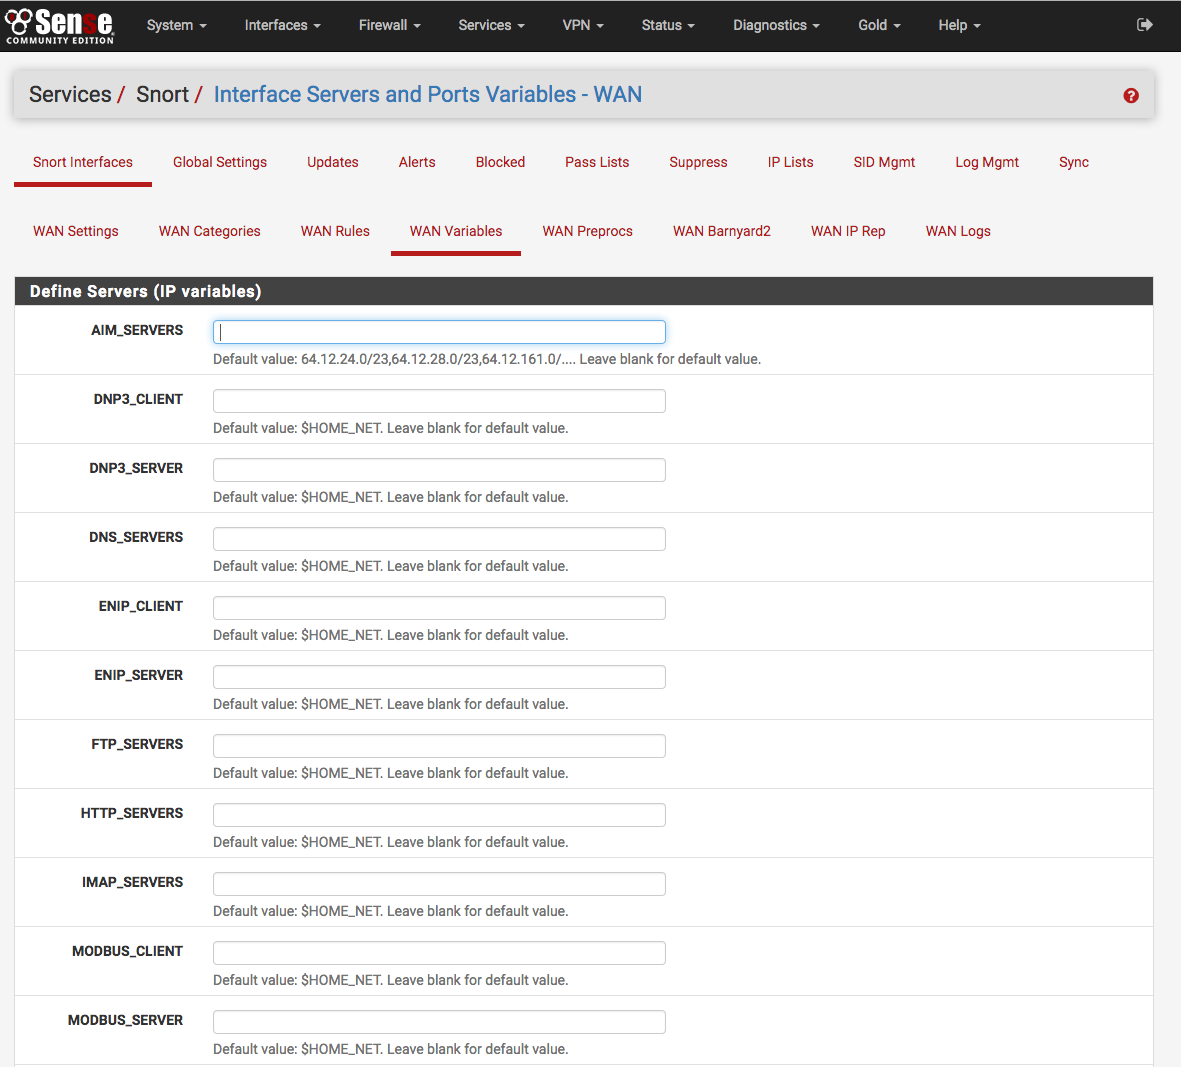 Sense
COMMUNITY EDITION
System Interfaces Firewall Services VPN Status Diagnostics Gold Help
Services / Snort / Interface Servers and Ports Variables - WAN
Snort Interfaces Global Settings Updates Alerts Blocked Pass Lists Suppress IP Lists SID Mgmt Log Mgmt Sync
WAN Settings WAN Categories WAN Rules WAN Variables WAN Preprocs WAN Barnyard2 WAN IP Rep WAN Logs
Define Servers (IP variables)
AIM_SERVERS
Default value: 64.12.24.0/23,64.12.28.0/23,64.12.161.0/.... Leave blank for default value.
DNP3_CLIENT
Default value: $HOME_NET. Leave blank for default value.
DNP3_SERVER
Default value: $HOME_NET. Leave blank for default value.
DNS_SERVERS
Default value: $HOME_NET. Leave blank for default value.
ENIP_CLIENT
Default value: $HOME_NET. Leave blank for default value.
ENIP_SERVER
Default value: $HOME_NET. Leave blank for default value.
FTP_SERVERS
Default value: $HOME_NET. Leave blank for default value.
HTTP_SERVERS
Default value: $HOME_NET. Leave blank for default value.
IMAP_SERVERS
Default value: $HOME_NET. Leave blank for default value.
MODBUS_CLIENT
Default value: $HOME_NET. Leave blank for default value.
MODBUS_SERVER
Default value: $HOME_NET. Leave blank for default value.